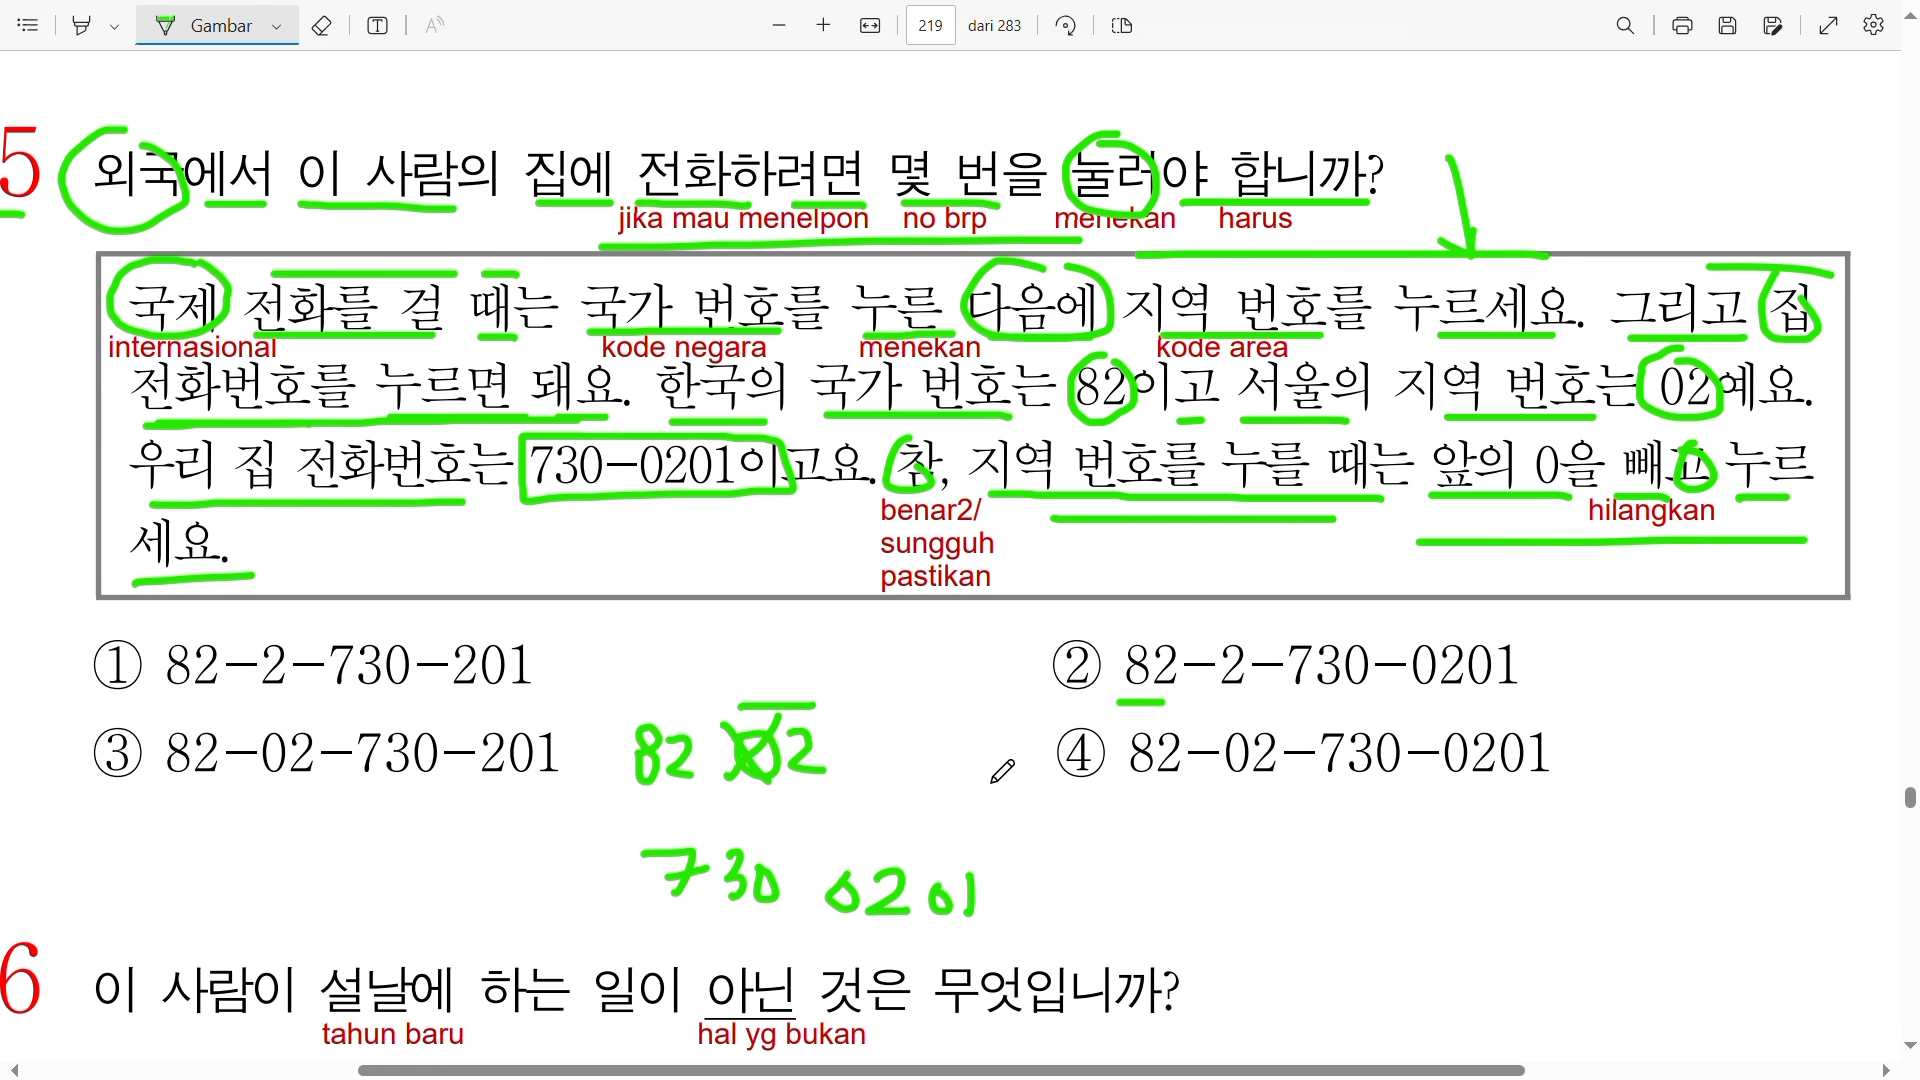 Gambar 219 dari 283
5 외국에서 이 사람의 집에 전화하려면 몇 번을 눌러야 합니까?
jika mau menelpon no brp menekan harus
국제 전화를 걸 때는 국가 번호를 누른 다음에 지역 번호를 누르세요. 그리고 집
internasional kode negara menekan kode area
전화번호를 누르면 돼요. 한국의 국가 번호는 82이고 서울의 지역 번호는 02예요.
우리 집 전화번호는 730-0201이고요. 참, 지역 번호를 누를 때는 앞의 0을 빼고 누르
benar2/ hilangkan
세요. sungguh
pastikan
① 82-2-730-201 ② 82-2-730-0201
③ 82-02-730-201 82 02 ④ 82-02-730-0201
730 0201
6 이 사람이 설날에 하는 일이 아닌 것은 무엇입니까?
tahun baru hal yg bukan